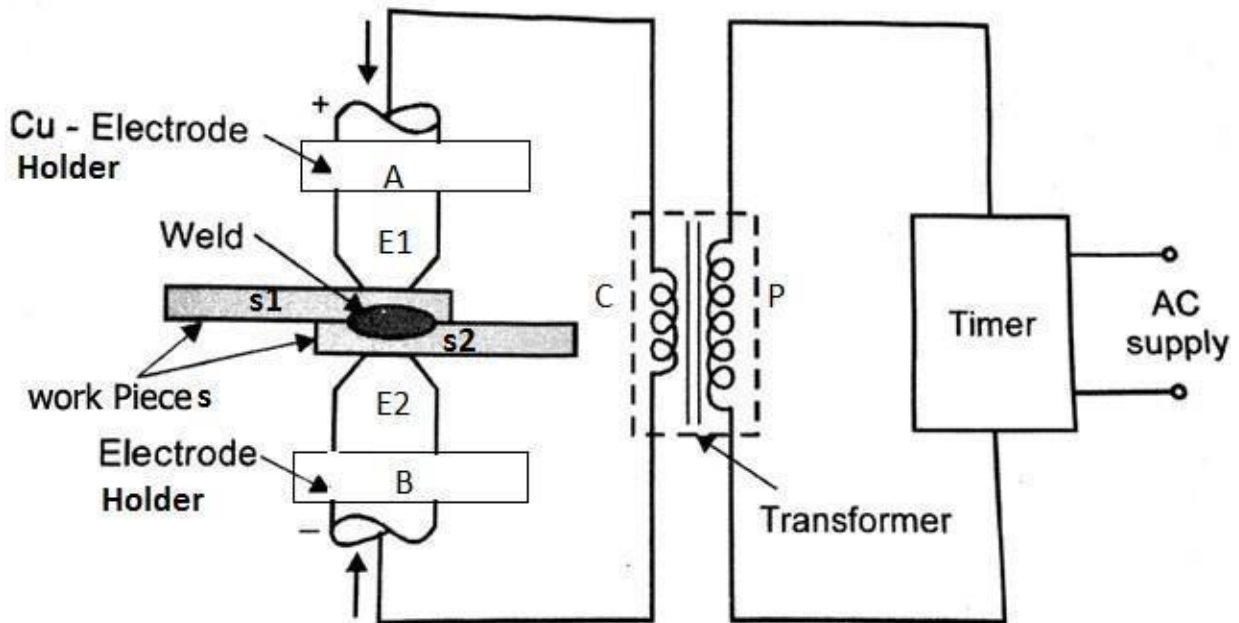 +
Cu - Electrode
Holder
A
Weld
E1
s1
s2
work Pieces
E2
Electrode
Holder
B
–
C
P
Transformer
Timer
AC
supply